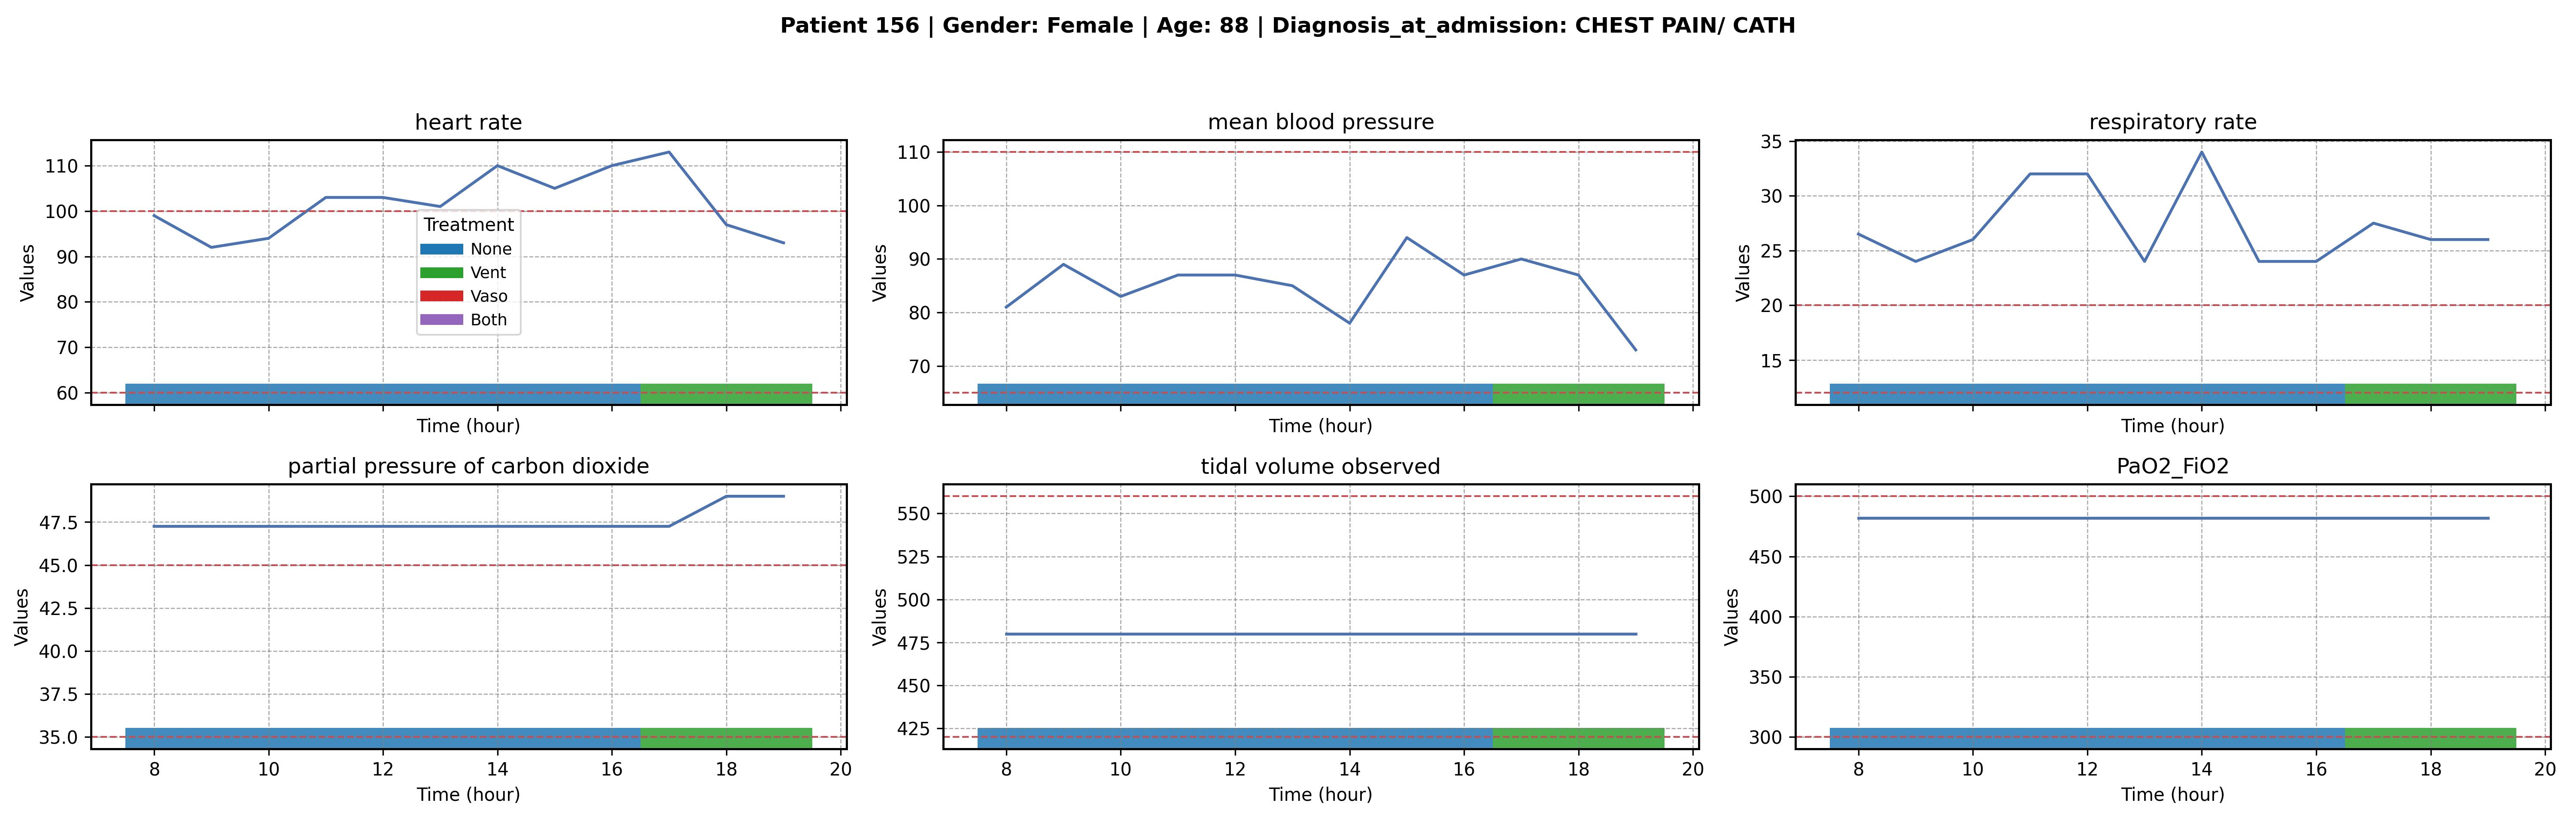 Patient 156 | Gender: Female | Age: 88 | Diagnosis_at_admission: CHEST PAIN/ CATH
heart rate
Values
110
100
90
80
70
60
Treatment
None
Vent
Vaso
Both
Time (hour)
mean blood pressure
Values
110
100
90
80
70
Time (hour)
respiratory rate
Values
35
30
25
20
15
Time (hour)
partial pressure of carbon dioxide
Values
47.5
45.0
42.5
40.0
37.5
35.0
8 10 12 14 16 18 20
Time (hour)
tidal volume observed
Values
550
525
500
475
450
425
8 10 12 14 16 18 20
Time (hour)
PaO2_FiO2
Values
500
450
400
350
300
8 10 12 14 16 18 20
Time (hour)